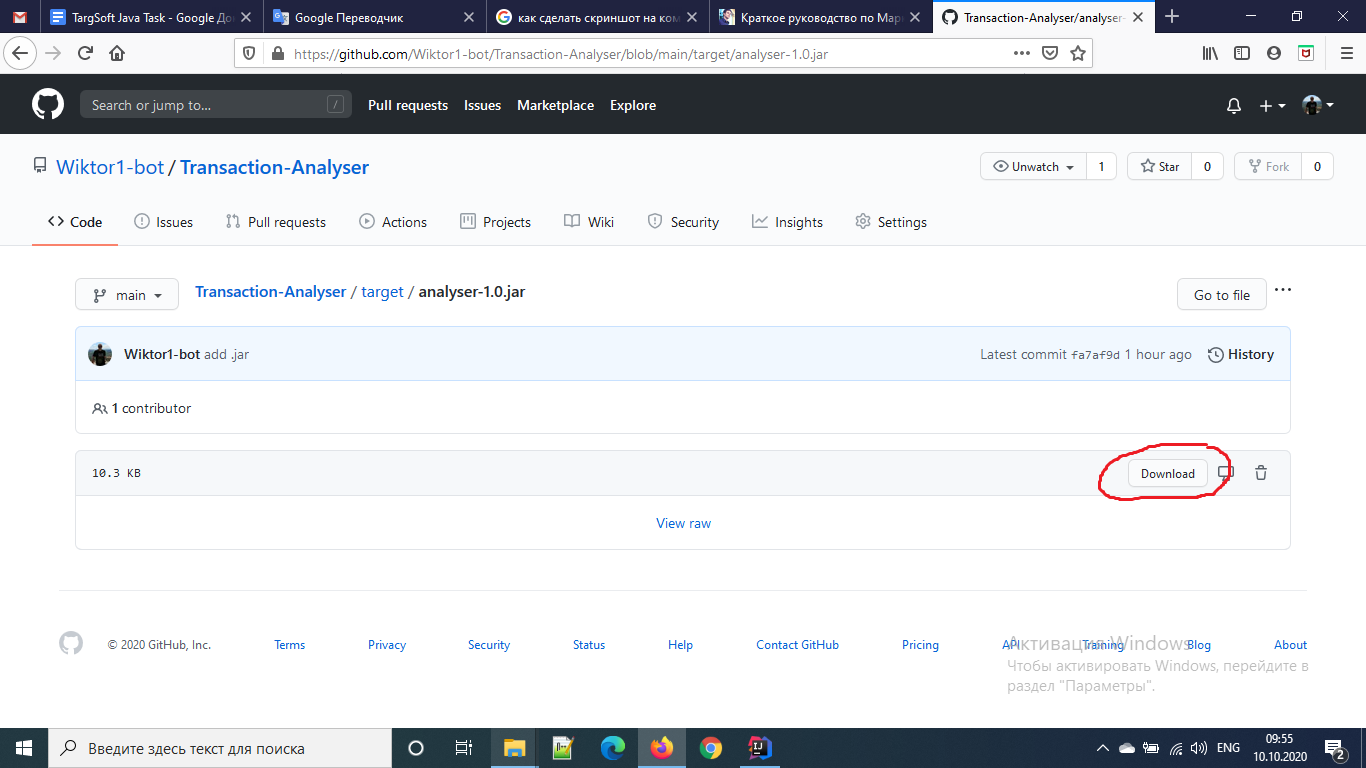 TargSoft Java Task - Google До
Google Переводчик
как сделать скриншот на ком
Краткое руководство по Марк
Transaction-Analyser/analyser-
https://github.com/Wiktor1-bot/Transaction-Analyser/blob/main/target/analyser-1.0.jar
Search or jump to... /
Pull requests Issues Marketplace Explore
Wiktor1-bot / Transaction-Analyser
Unwatch 1 Star 0 Fork 0
Code Issues Pull requests Actions Projects Wiki Security Insights Settings
main Transaction-Analyser / target / analyser-1.0.jar Go to file
Wiktor1-bot add .jar Latest commit fa7af9d 1 hour ago History
1 contributor
10.3 KB Download
View raw
© 2020 GitHub, Inc. Terms Privacy Security Status Help Contact GitHub Pricing API Training Blog About
Активация Windows
Чтобы активировать Windows, перейдите в
раздел "Параметры".
Введите здесь текст для поиска
ENG
09:55
10.10.2020
2